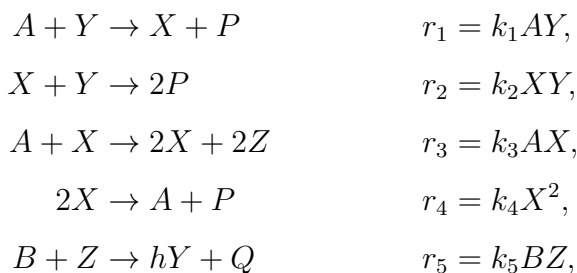 A + Y → X + P r₁ = k₁AY,
X + Y → 2P r₂ = k₂XY,
A + X → 2X + 2Z r₃ = k₃AX,
2X → A + P r₄ = k₄X²,
B + Z → hY + Q r₅ = k₅BZ,